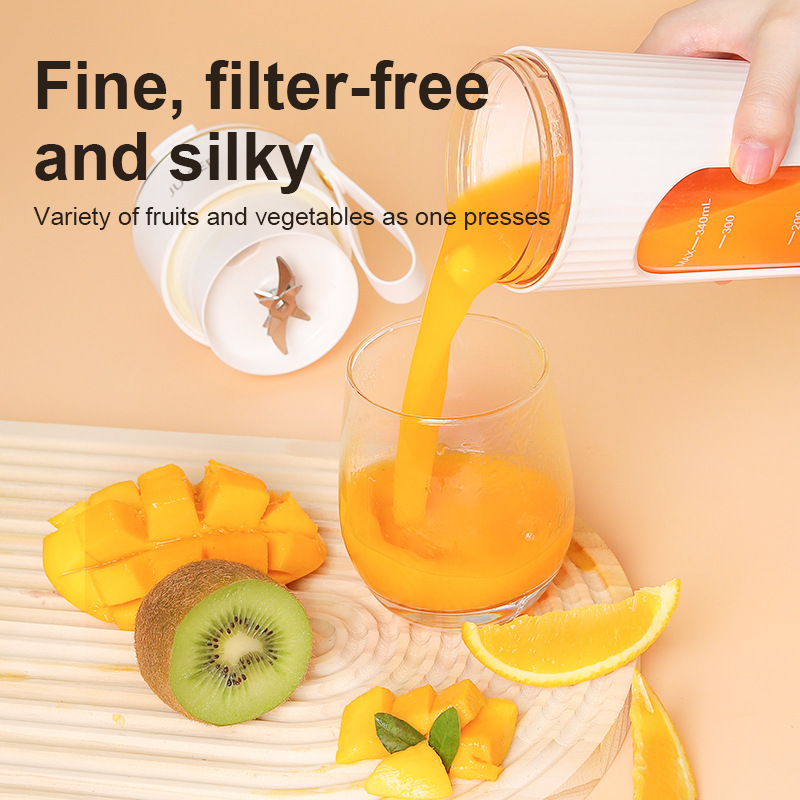 Fine, filter-free
and silky
Variety of fruits and vegetables as one presses
MAX—340mL
—300
—200